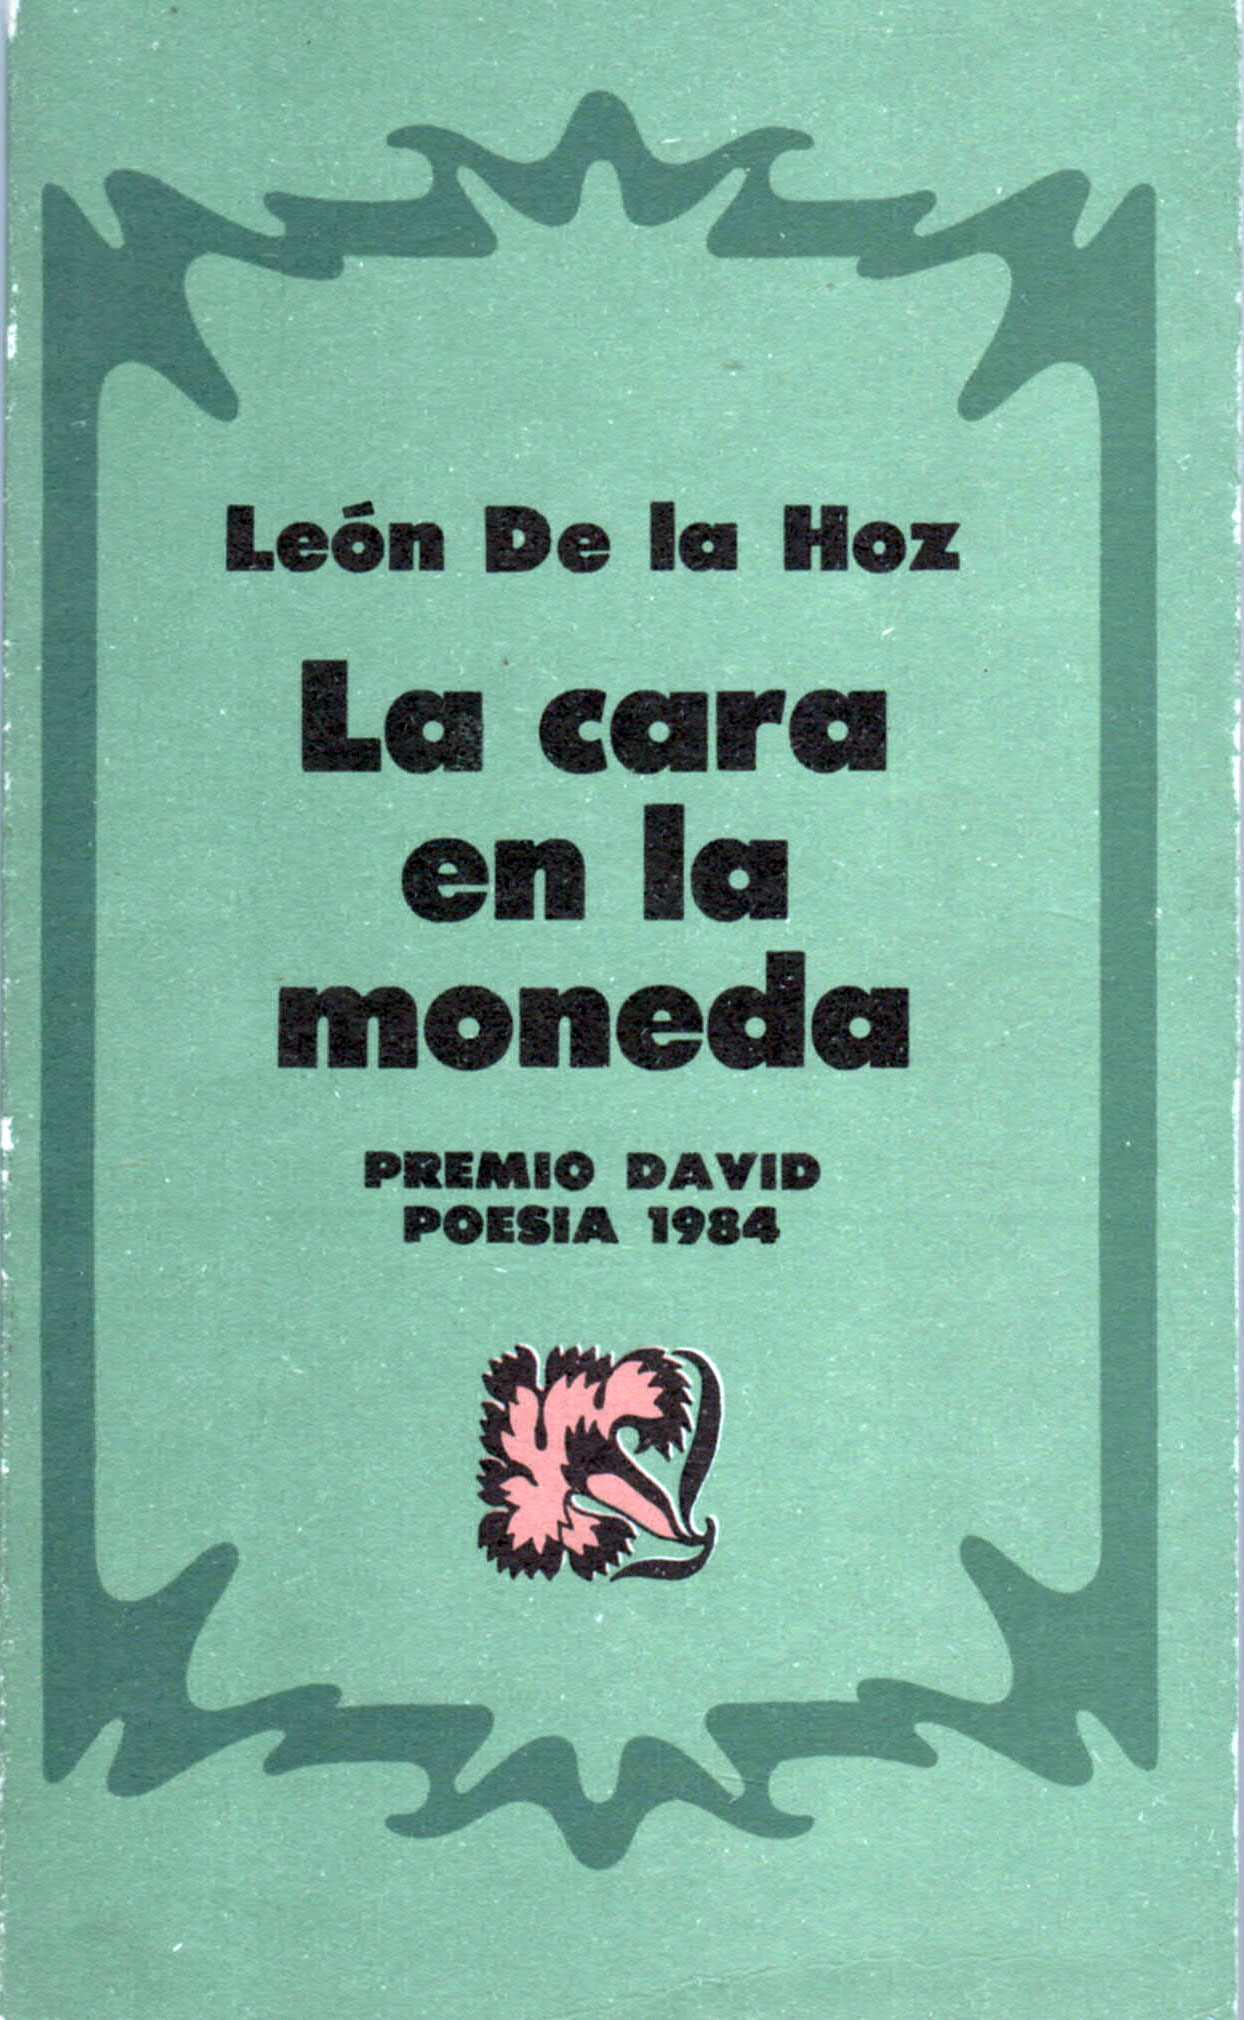 León De la Hoz
La cara
en la
moneda
PREMIO DAVID
POESIA 1984